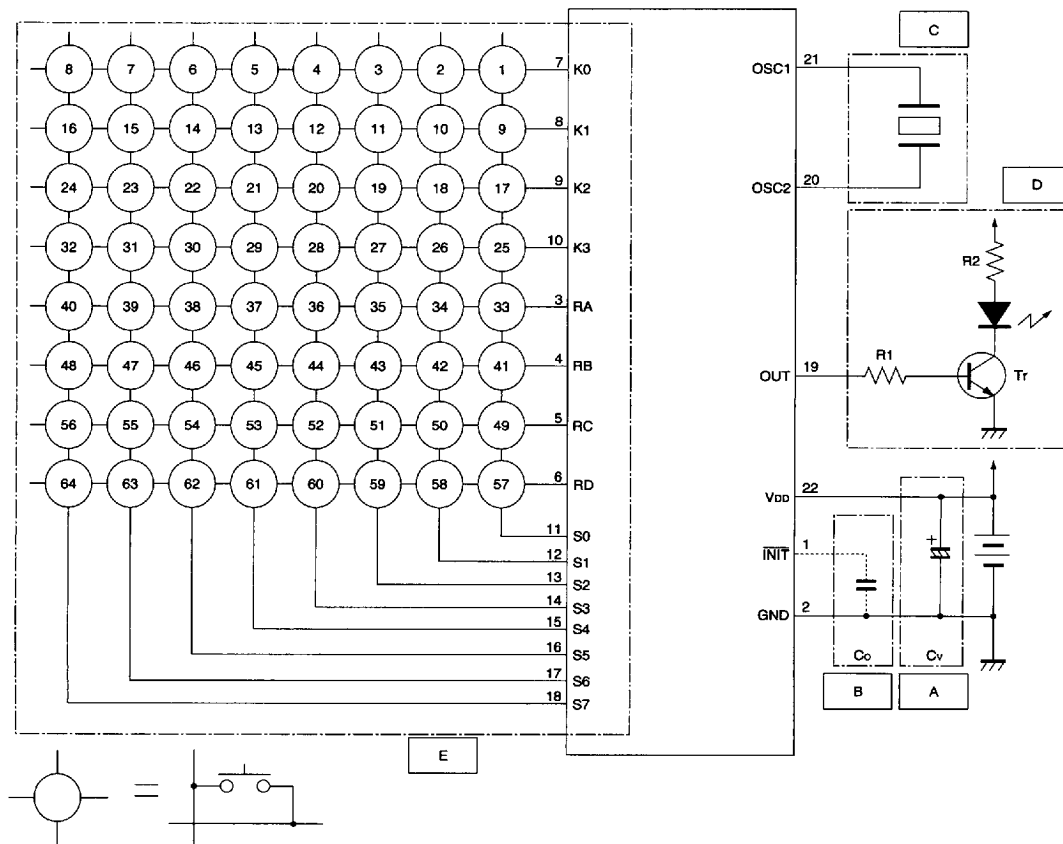 8 7 6 5 4 3 2 1 7 K0
16 15 14 13 12 11 10 9 8 K1
24 23 22 21 20 19 18 17 9 K2
32 31 30 29 28 27 26 25 10 K3
40 39 38 37 36 35 34 33 3 RA
48 47 46 45 44 43 42 41 4 RB
56 55 54 53 52 51 50 49 5 RC
64 63 62 61 60 59 58 57 6 RD
11 S0
12 S1
13 S2
14 S3
15 S4
16 S5
17 S6
18 S7
E
C
OSC1 21
OSC2 20
D
R2
R1
OUT 19
Tr
VDD 22
INIT 1
+
GND 2
Co
Cv
B
A
=